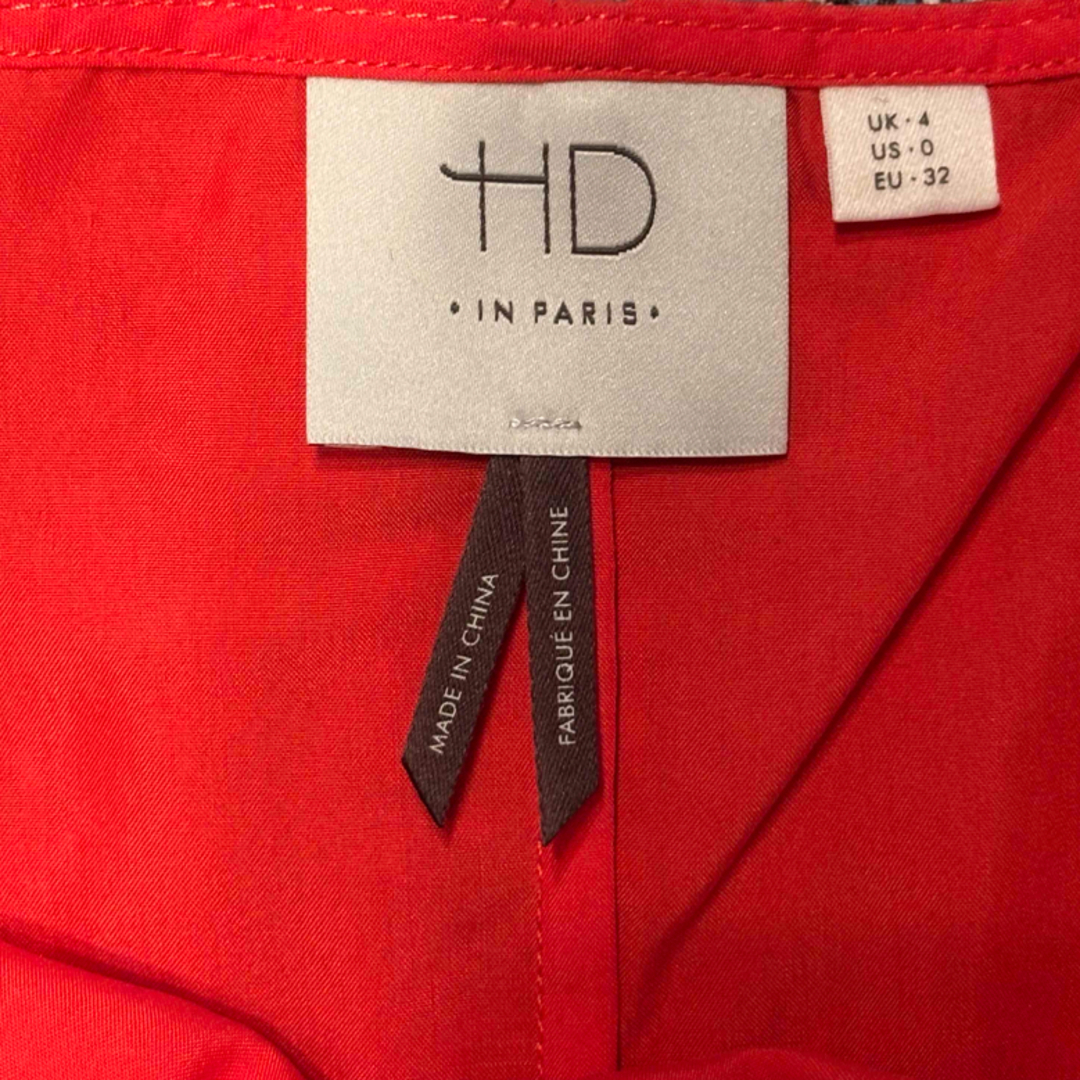 HD
• IN PARIS •
UK • 4
US • 0
EU • 32
MADE IN CHINA
FABRIQUÉ EN CHINE